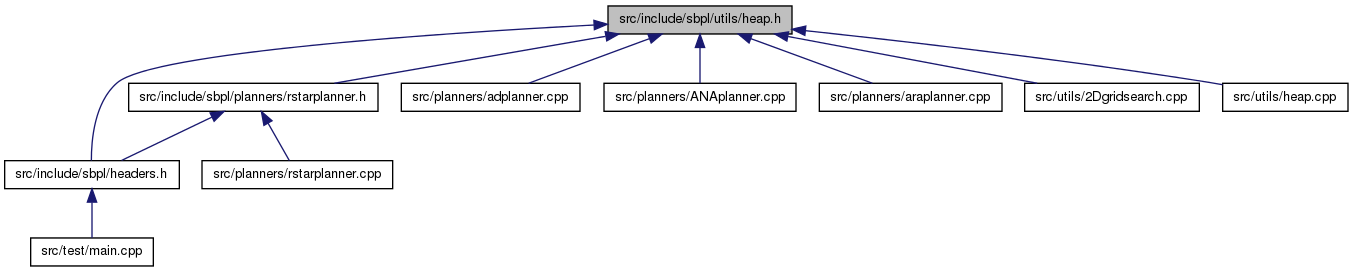 src/include/sbpl/utils/heap.h
src/include/sbpl/planners/rstarplanner.h
src/planners/adplanner.cpp
src/planners/ANAplanner.cpp
src/planners/araplanner.cpp
src/utils/2Dgridsearch.cpp
src/utils/heap.cpp
src/include/sbpl/headers.h
src/planners/rstarplanner.cpp
src/test/main.cpp